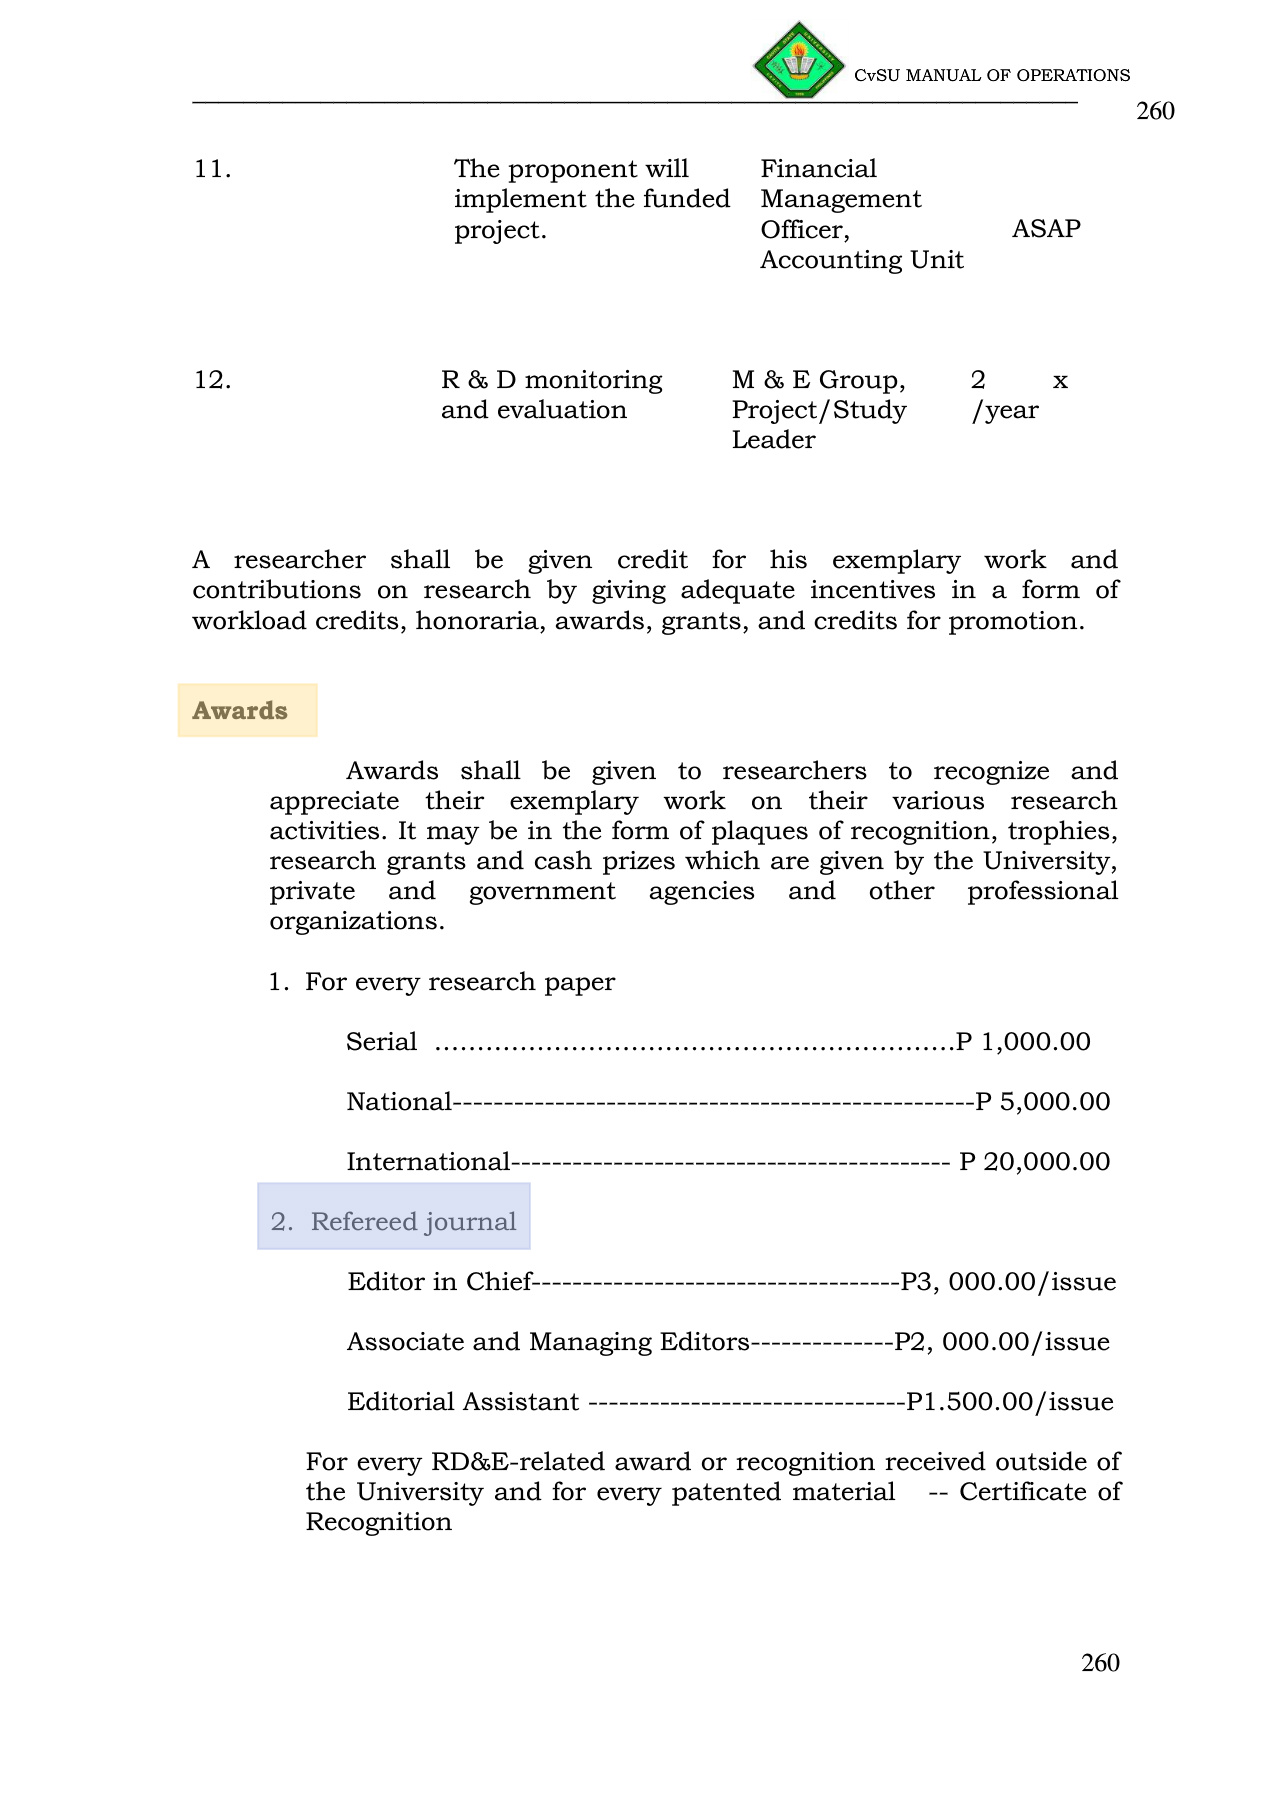 CvSU MANUAL OF OPERATIONS
260
11. The proponent will Financial
implement the funded Management
project. Officer, ASAP
Accounting Unit
12. R & D monitoring M & E Group, 2 x
and evaluation Project/Study /year
Leader
A researcher shall be given credit for his exemplary work and
contributions on research by giving adequate incentives in a form of
workload credits, honoraria, awards, grants, and credits for promotion.
Awards
Awards shall be given to researchers to recognize and
appreciate their exemplary work on their various research
activities. It may be in the form of plaques of recognition, trophies,
research grants and cash prizes which are given by the University,
private and government agencies and other professional
organizations.
1. For every research paper
Serial ……………………………………………………P 1,000.00
National---------------------------------------------------P 5,000.00
International------------------------------------------- P 20,000.00
2. Refereed journal
Editor in Chief------------------------------------P3, 000.00/issue
Associate and Managing Editors--------------P2, 000.00/issue
Editorial Assistant -------------------------------P1.500.00/issue
For every RD&E-related award or recognition received outside of
the University and for every patented material -- Certificate of
Recognition
260